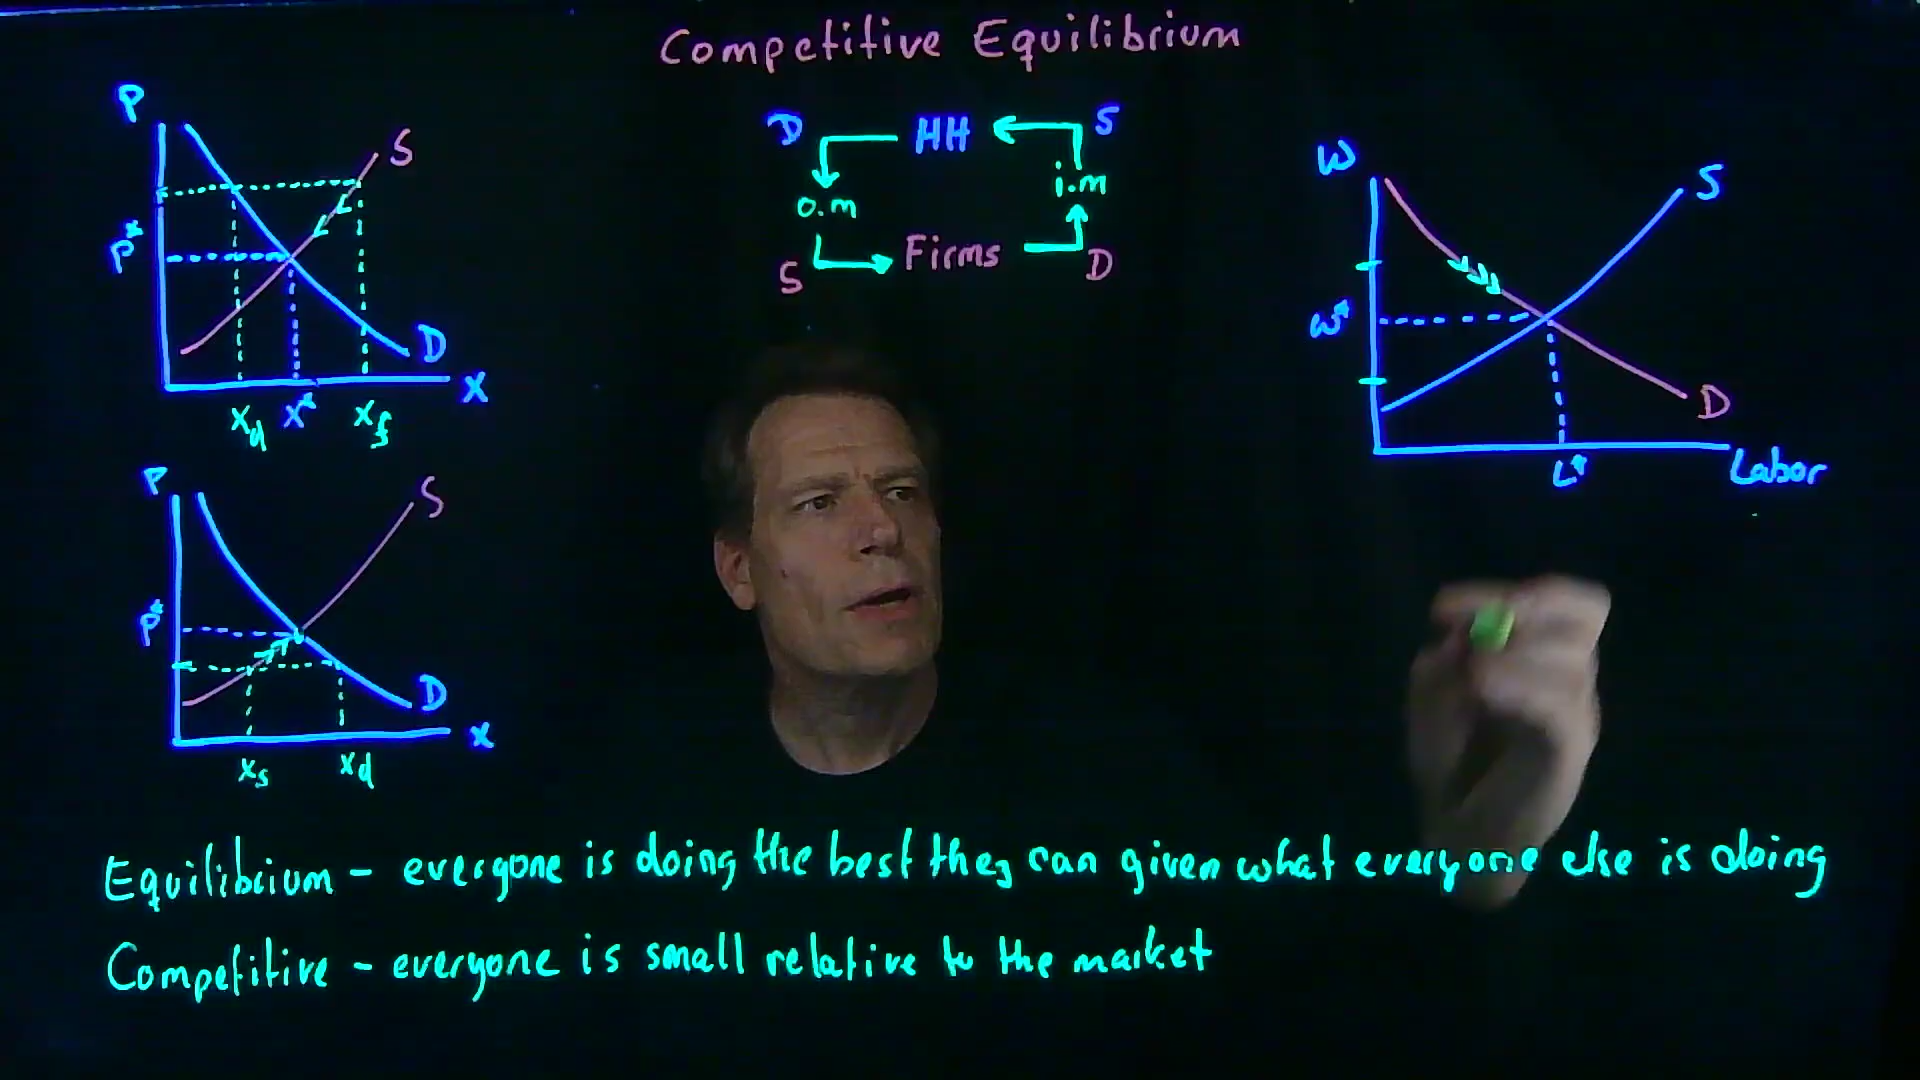 Competitive Equilibrium
P
S
P*
D
X
xd
x*
xf
D
HH
S
o.m
i.m
S
Firms
D
W
S
w*
D
L*
Labor
P
S
P*
D
x
xs
xd
Equilibrium - everyone is doing the best they can given what everyone else is doing
Competitive - everyone is small relative to the market